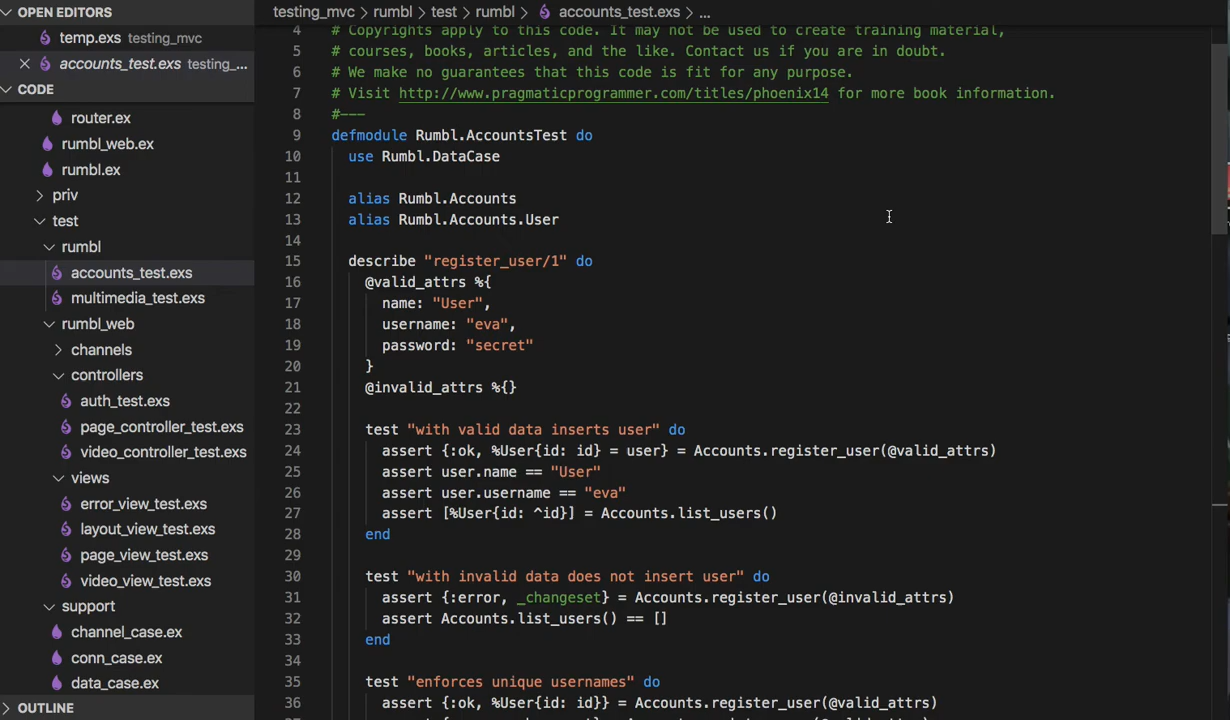 OPEN EDITORS
temp.exs testing_mvc
accounts_test.exs testing_...
CODE
router.ex
rumbl_web.ex
rumbl.ex
priv
test
rumbl
accounts_test.exs
multimedia_test.exs
rumbl_web
channels
controllers
auth_test.exs
page_controller_test.exs
video_controller_test.exs
views
error_view_test.exs
layout_view_test.exs
page_view_test.exs
video_view_test.exs
support
channel_case.ex
conn_case.ex
data_case.ex
OUTLINE
testing_mvc > rumbl > test > rumbl > accounts_test.exs > ...
4 # Copyrights apply to this code. It may not be used to create training material,
5 # courses, books, articles, and the like. Contact us if you are in doubt.
6 # We make no guarantees that this code is fit for any purpose.
7 # Visit http://www.pragmaticprogrammer.com/titles/phoenix14 for more book information.
8 #---
9 defmodule Rumbl.AccountsTest do
10 use Rumbl.DataCase
11
12 alias Rumbl.Accounts
13 alias Rumbl.Accounts.User
14
15 describe "register_user/1" do
16 @valid_attrs %{
17 name: "User",
18 username: "eva",
19 password: "secret"
20 }
21 @invalid_attrs %{}
22
23 test "with valid data inserts user" do
24 assert {:ok, %User{id: id} = user} = Accounts.register_user(@valid_attrs)
25 assert user.name == "User"
26 assert user.username == "eva"
27 assert [%User{id: ^id}] = Accounts.list_users()
28 end
29
30 test "with invalid data does not insert user" do
31 assert {:error, _changeset} = Accounts.register_user(@invalid_attrs)
32 assert Accounts.list_users() == []
33 end
34
35 test "enforces unique usernames" do
36 assert {:ok, %User{id: id}} = Accounts.register_user(@valid_attrs)